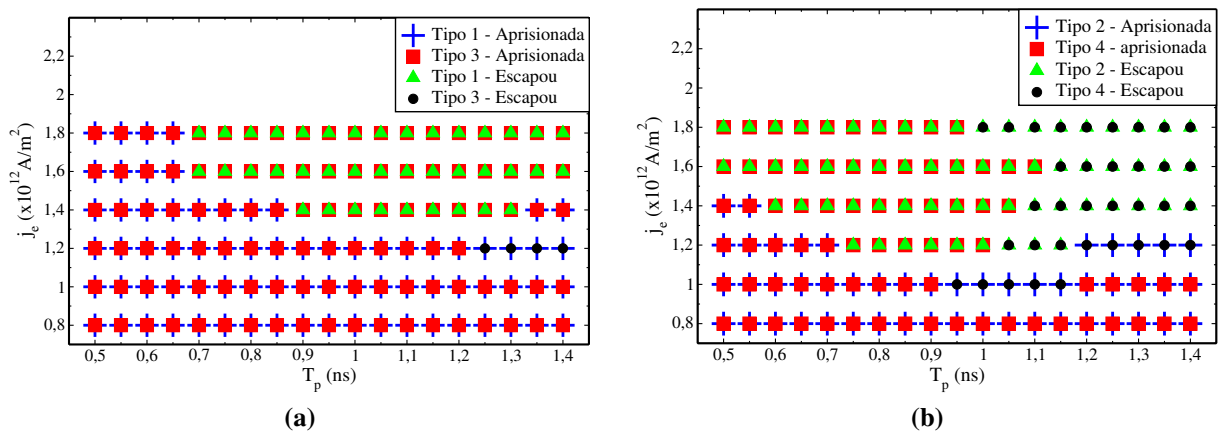 Tipo 1 - Aprisionada
Tipo 3 - Aprisionada
Tipo 1 - Escapou
Tipo 3 - Escapou
2,2
2
1,8
1,6
1,4
1,2
1
0,8
j_e (x10^12 A/m^2)
0,5 0,6 0,7 0,8 0,9 1 1,1 1,2 1,3 1,4
T_p (ns)
(a)
Tipo 2 - Aprisionada
Tipo 4 - aprisionada
Tipo 2 - Escapou
Tipo 4 - Escapou
2,2
2
1,8
1,6
1,4
1,2
1
0,8
j_e (x10^12 A/m^2)
0,5 0,6 0,7 0,8 0,9 1 1,1 1,2 1,3 1,4
T_p (ns)
(b)